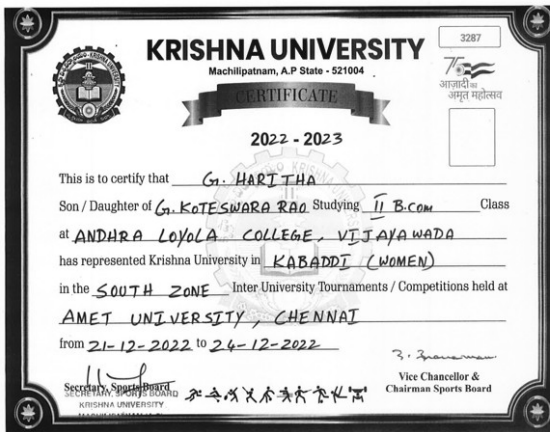 3287
KRISHNA UNIVERSITY
Machilipatnam, A.P State - 521004
आज़ादी का
अमृत महोत्सव
CERTIFICATE
2022 - 2023
This is to certify that G. HARITHA
Son / Daughter of G. KOTESWARA RAO Studying II B.Com Class
at ANDHRA LOYOLA COLLEGE, VIJAYAWADA
has represented Krishna University in KABADDI (WOMEN)
in the SOUTH ZONE Inter University Tournaments / Competitions held at
AMET UNIVERSITY, CHENNAI
from 21-12-2022 to 24-12-2022
Secretary, Sports Board
SECRETARY, SPORTS BOARD
KRISHNA UNIVERSITY
Vice Chancellor &
Chairman Sports Board